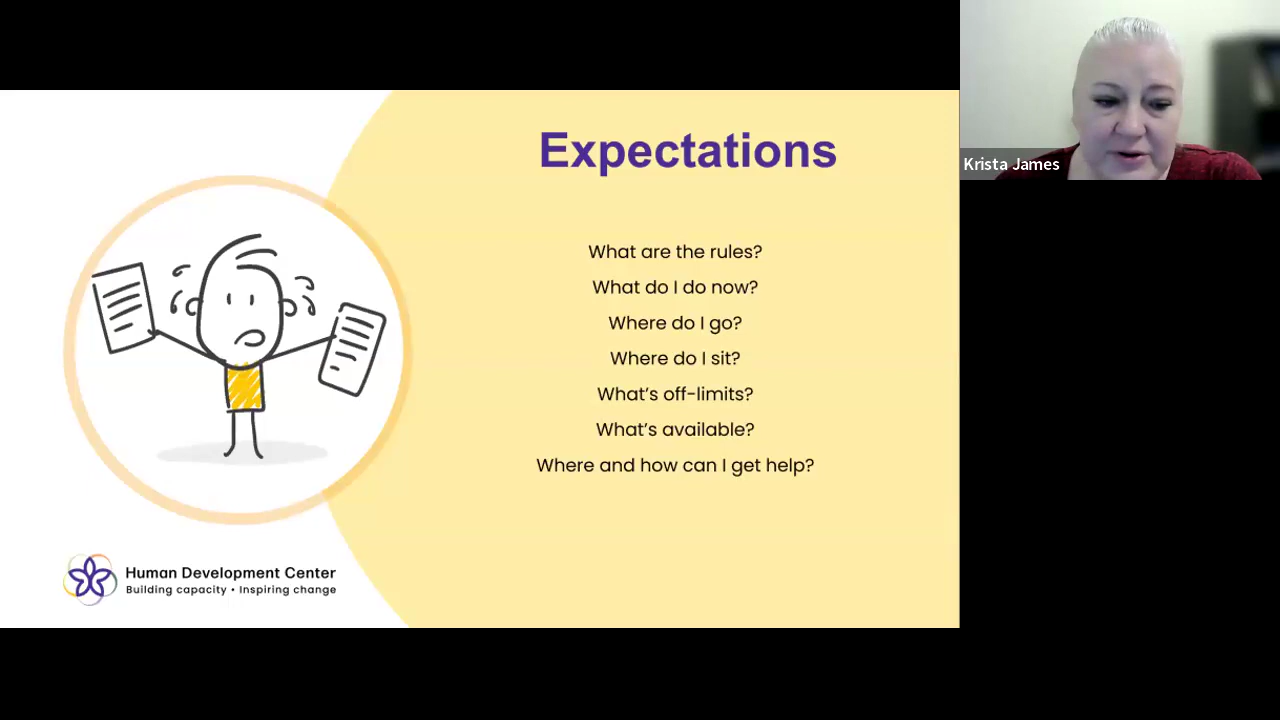 Expectations
What are the rules?
What do I do now?
Where do I go?
Where do I sit?
What's off-limits?
What's available?
Where and how can I get help?
Human Development Center
Building capacity • Inspiring change
Krista James